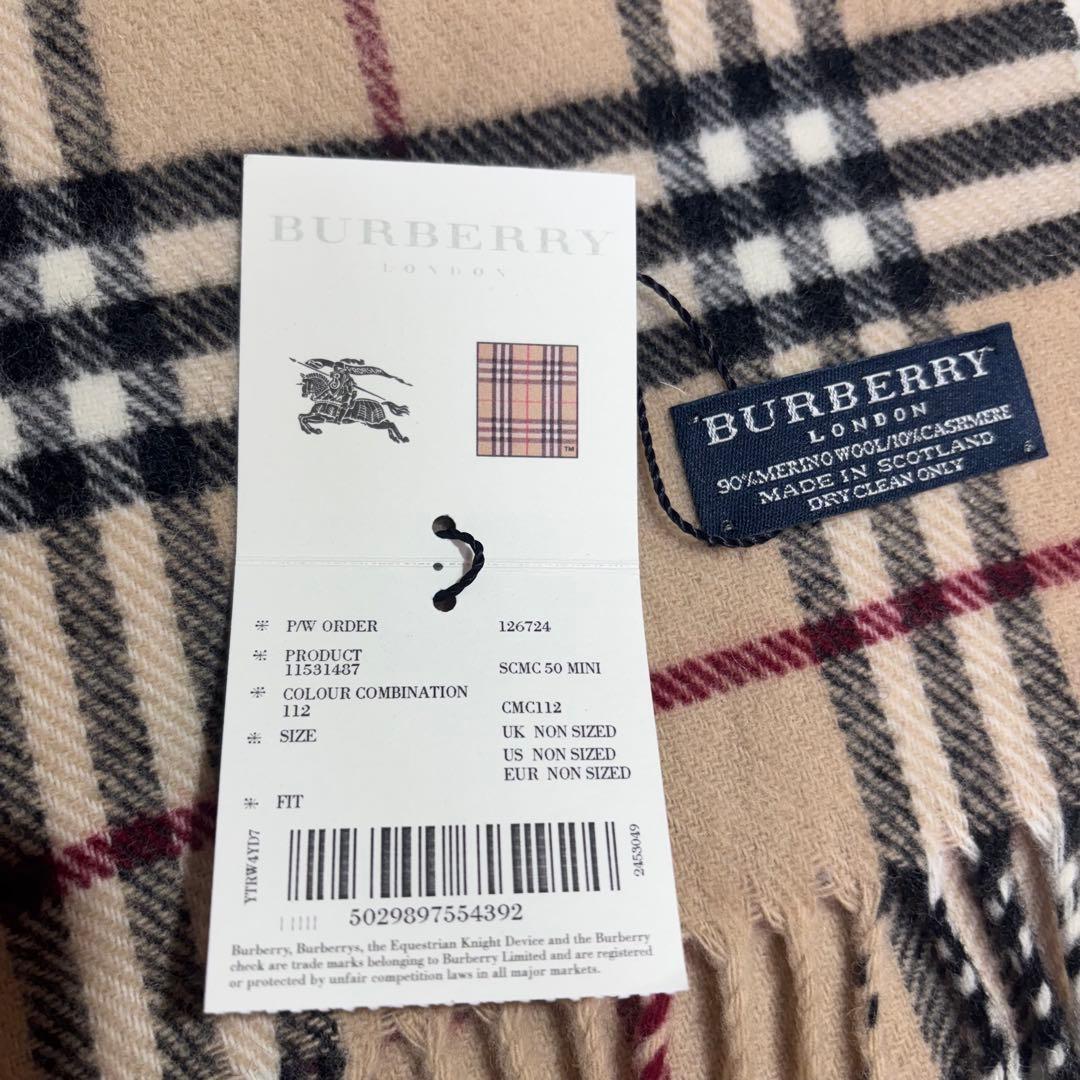 BURBERRY
LONDON
PRORSUM
TM
※ P/W ORDER 126724
※ PRODUCT
11531487 SCMC 50 MINI
※ COLOUR COMBINATION
112 CMC112
※ SIZE UK NON SIZED
US NON SIZED
EUR NON SIZED
※ FIT
YTRW4YD7
2453049
5029897554392
Burberry, Burberrys, the Equestrian Knight Device and the Burberry
check are trade marks belonging to Burberry Limited and are registered
or protected by unfair competition laws in all major markets.
BURBERRY
LONDON
90%MERINO WOOL/10%CASHMERE
MADE IN SCOTLAND
DRY CLEAN ONLY